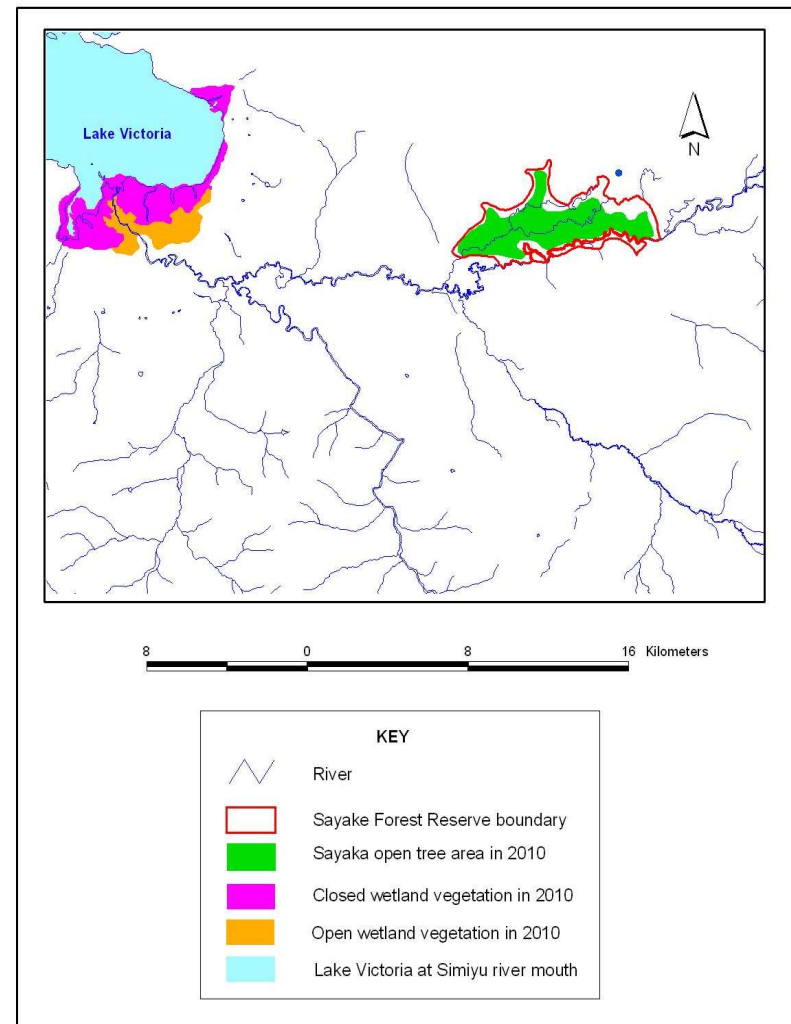 Lake Victoria
N
8 0 8 16 Kilometers
KEY
River
Sayake Forest Reserve boundary
Sayaka open tree area in 2010
Closed wetland vegetation in 2010
Open wetland vegetation in 2010
Lake Victoria at Simiyu river mouth